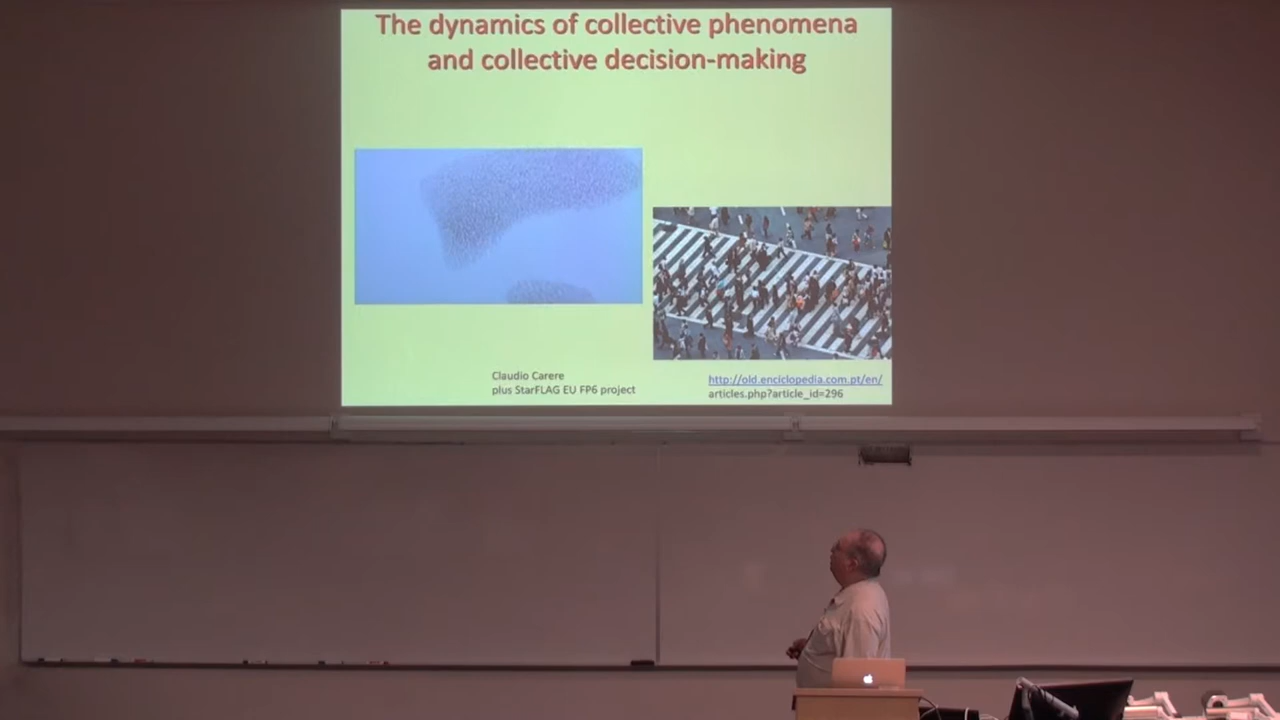 The dynamics of collective phenomena
and collective decision-making
Claudio Carere
plus StarFLAG EU FP6 project
http://old.enciclopedia.com.pt/en/
articles.php?article_id=296